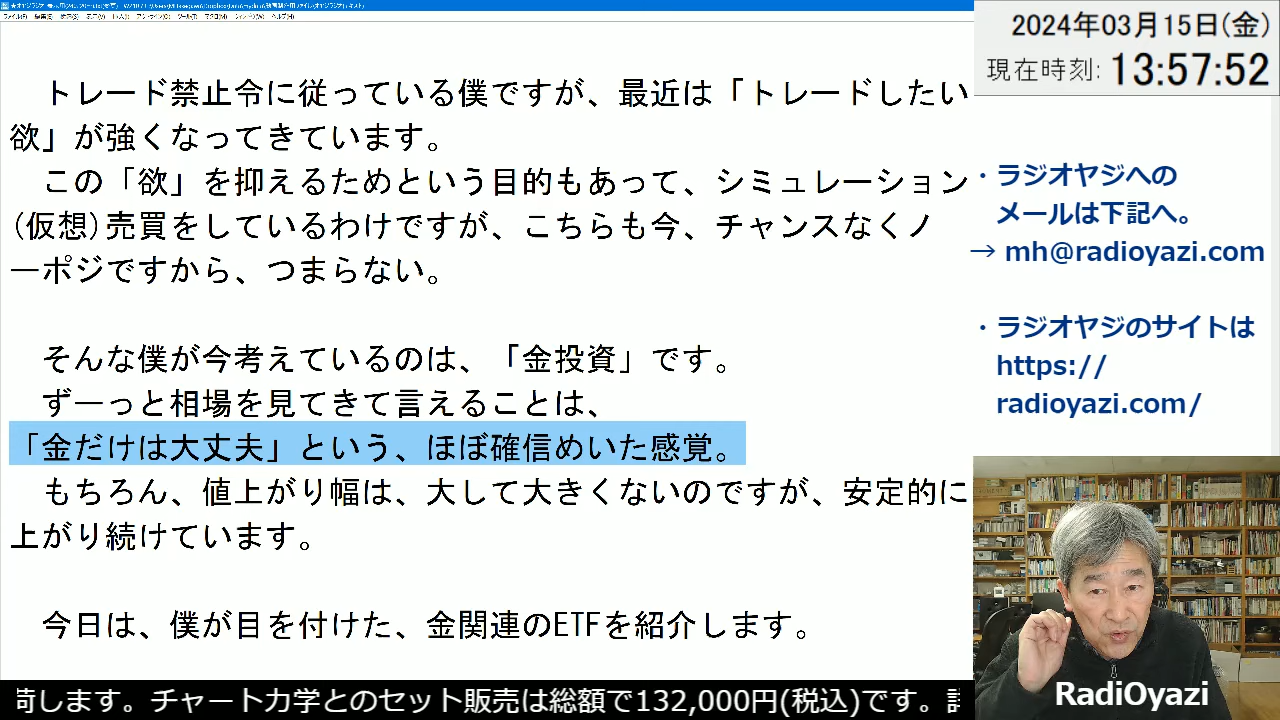 2024年03月15日(金)
現在時刻: 13:57:52
トレード禁止令に従っている僕ですが、最近は「トレードしたい
欲」が強くなってきています。
この「欲」を抑えるためという目的もあって、シミュレーション
(仮想)売買をしているわけですが、こちらも今、チャンスなくノ
ーポジですから、つまらない。
そんな僕が今考えているのは、「金投資」です。
ずーっと相場を見てきて言えることは、
「金だけは大丈夫」という、ほぼ確信めいた感覚。
もちろん、値上がり幅は、大して大きくないのですが、安定的に
上がり続けています。
今日は、僕が目を付けた、金関連のETFを紹介します。
・ラジオヤジへの
メールは下記へ。
→ mh@radioyazi.com
・ラジオヤジのサイトは
https://
radioyazi.com/
RadiOyazi
します。チャート力学とのセット販売は総額で132,000円(税込)です。